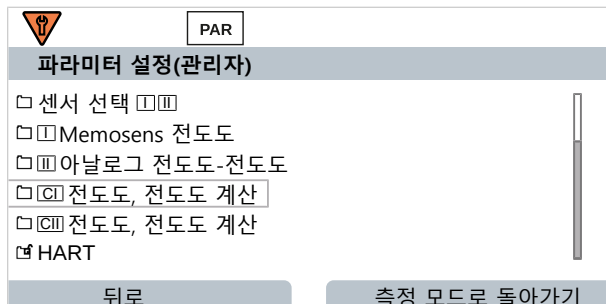 PAR
파라미터 설정(관리자)
센서 선택 I II
I Memosens 전도도
II 아날로그 전도도-전도도
CI 전도도, 전도도 계산
CII 전도도, 전도도 계산
HART
뒤로 측정 모드로 돌아가기